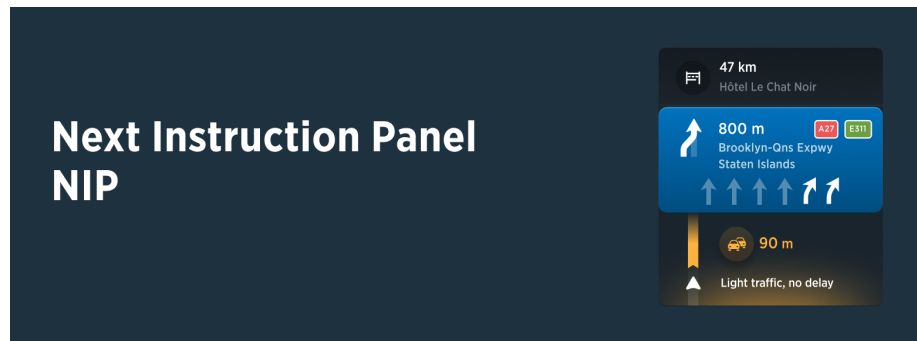 Next Instruction Panel
NIP
47 km
Hôtel Le Chat Noir
800 m A27 E311
Brooklyn-Qns Expwy
Staten Islands
90 m
Light traffic, no delay